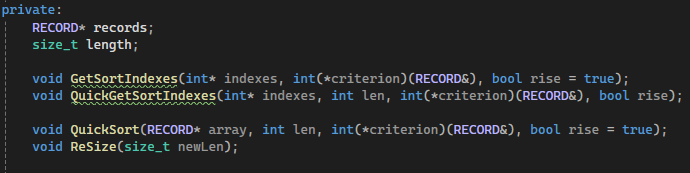 private:
RECORD* records;
size_t length;
void GetSortIndexes(int* indexes, int(*criterion)(RECORD&), bool rise = true);
void QuickGetSortIndexes(int* indexes, int len, int(*criterion)(RECORD&), bool rise);
void QuickSort(RECORD* array, int len, int(*criterion)(RECORD&), bool rise = true);
void ReSize(size_t newLen);